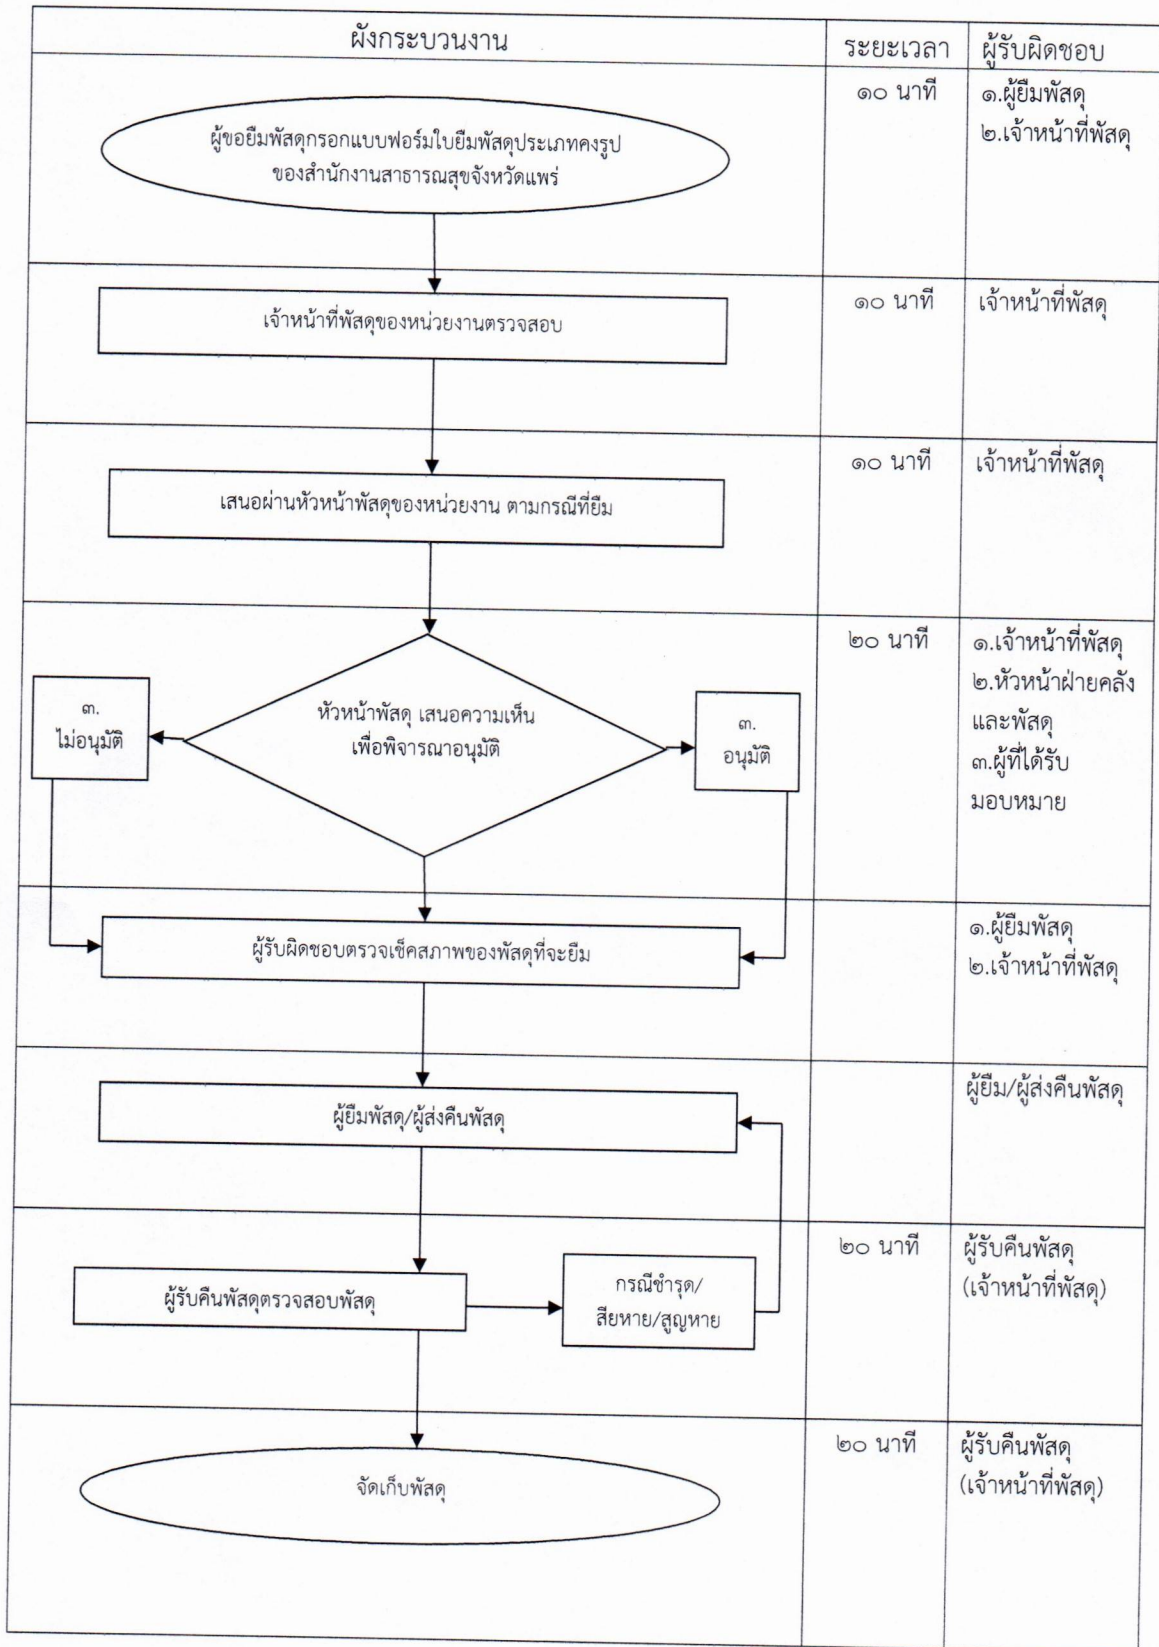 ผังกระบวนงาน
ระยะเวลา
ผู้รับผิดชอบ
ผู้ขอยืมพัสดุกรอกแบบฟอร์มใบยืมพัสดุประเภทคงรูป
ของสำนักงานสาธารณสุขจังหวัดแพร่
๑๐ นาที
๑.ผู้ยืมพัสดุ
๒.เจ้าหน้าที่พัสดุ
เจ้าหน้าที่พัสดุของหน่วยงานตรวจสอบ
๑๐ นาที
เจ้าหน้าที่พัสดุ
เสนอผ่านหัวหน้าพัสดุของหน่วยงาน ตามกรณีที่ยืม
๑๐ นาที
เจ้าหน้าที่พัสดุ
๓.
ไม่อนุมัติ
หัวหน้าพัสดุ เสนอความเห็น
เพื่อพิจารณาอนุมัติ
๓.
อนุมัติ
๒๐ นาที
๑.เจ้าหน้าที่พัสดุ
๒.หัวหน้าฝ่ายคลัง
และพัสดุ
๓.ผู้ที่ได้รับ
มอบหมาย
ผู้รับผิดชอบตรวจเช็คสภาพของพัสดุที่จะยืม
๑.ผู้ยืมพัสดุ
๒.เจ้าหน้าที่พัสดุ
ผู้ยืมพัสดุ/ผู้ส่งคืนพัสดุ
ผู้ยืม/ผู้ส่งคืนพัสดุ
ผู้รับคืนพัสดุตรวจสอบพัสดุ
กรณีชำรุด/
สียหาย/สูญหาย
๒๐ นาที
ผู้รับคืนพัสดุ
(เจ้าหน้าที่พัสดุ)
จัดเก็บพัสดุ
๒๐ นาที
ผู้รับคืนพัสดุ
(เจ้าหน้าที่พัสดุ)